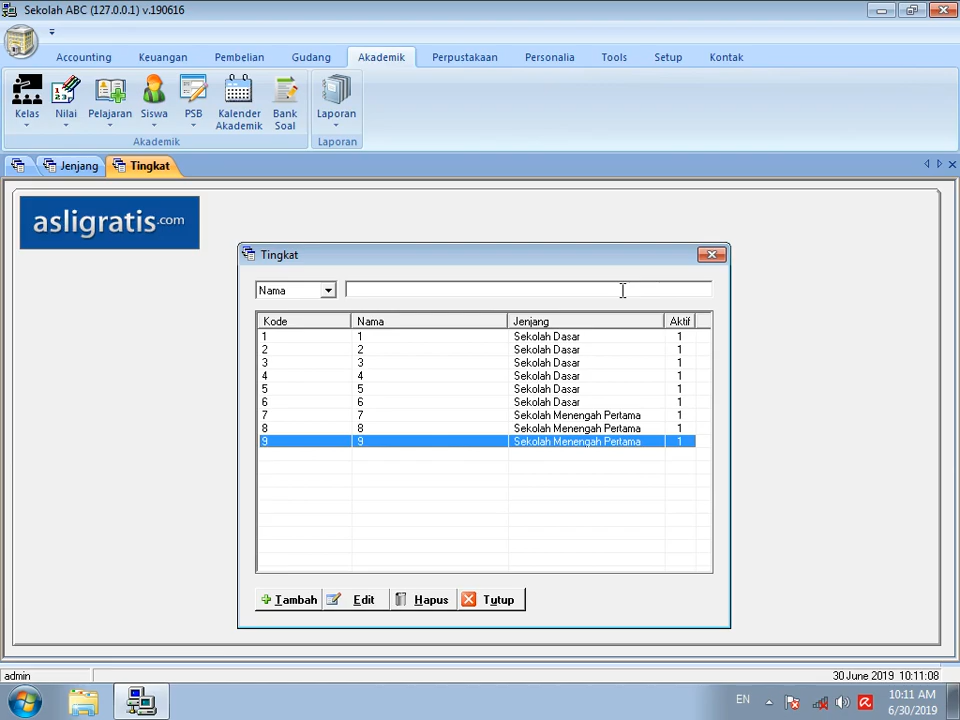 Sekolah ABC (127.0.0.1) v.190616
Accounting Keuangan Pembelian Gudang Akademik Perpustakaan Personalia Tools Setup Kontak
Kelas Nilai Pelajaran Siswa PSB Kalender Akademik Bank Soal Laporan
Akademik Laporan
Jenjang Tingkat
asligratis.com
Tingkat
Nama
Kode Nama Jenjang Aktif
1 1 Sekolah Dasar 1
2 2 Sekolah Dasar 1
3 3 Sekolah Dasar 1
4 4 Sekolah Dasar 1
5 5 Sekolah Dasar 1
6 6 Sekolah Dasar 1
7 7 Sekolah Menengah Pertama 1
8 8 Sekolah Menengah Pertama 1
9 9 Sekolah Menengah Pertama 1
Tambah Edit Hapus Tutup
admin 30 June 2019 10:11:08
EN 10:11 AM
6/30/2019